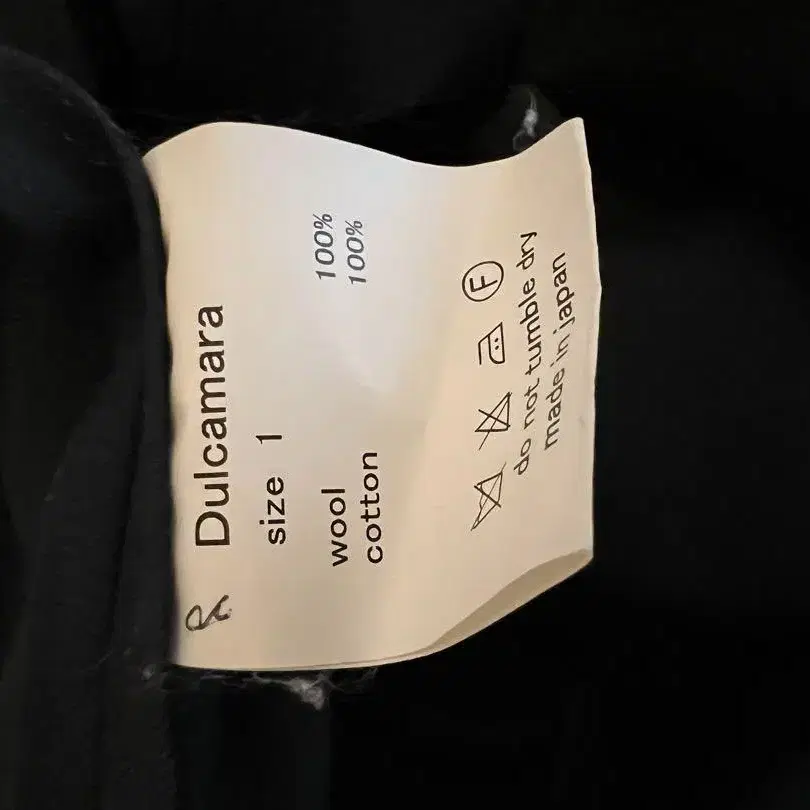 Dulcamara
size 1
wool 100%
cotton 100%
F
do not tumble dry
made in japan